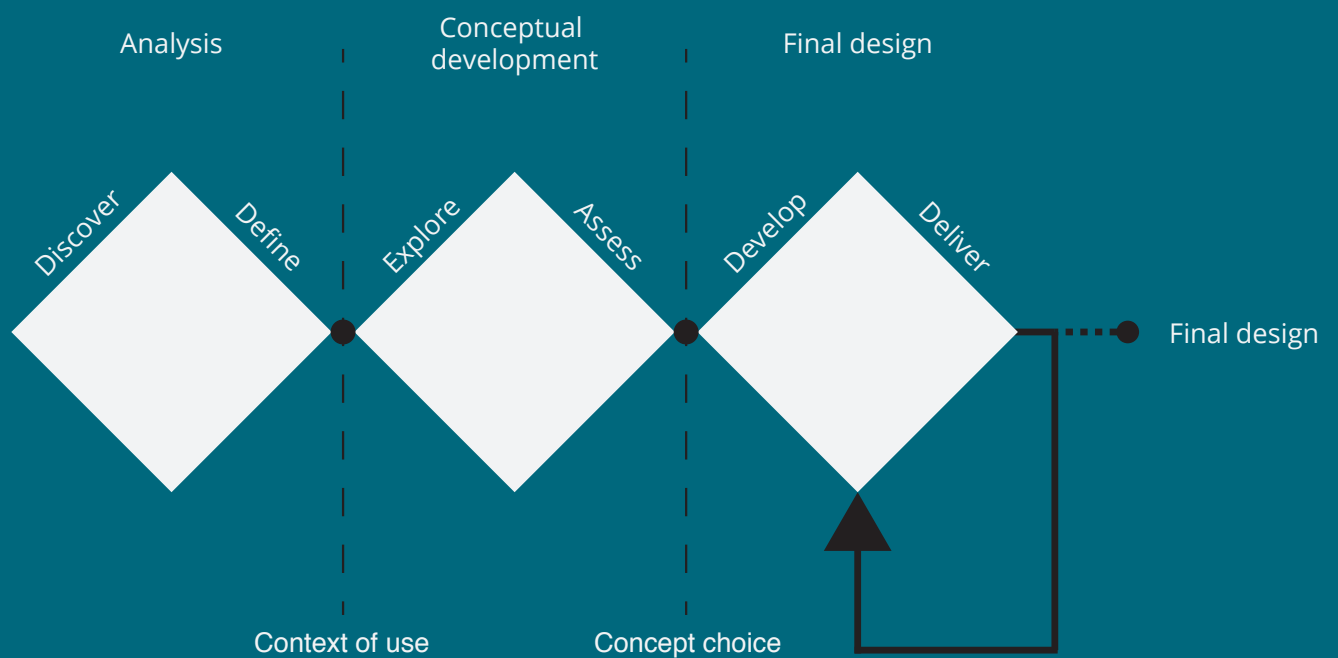 Analysis
Conceptual
development
Final design
Discover
Define
Explore
Assess
Develop
Deliver
Final design
Context of use
Concept choice